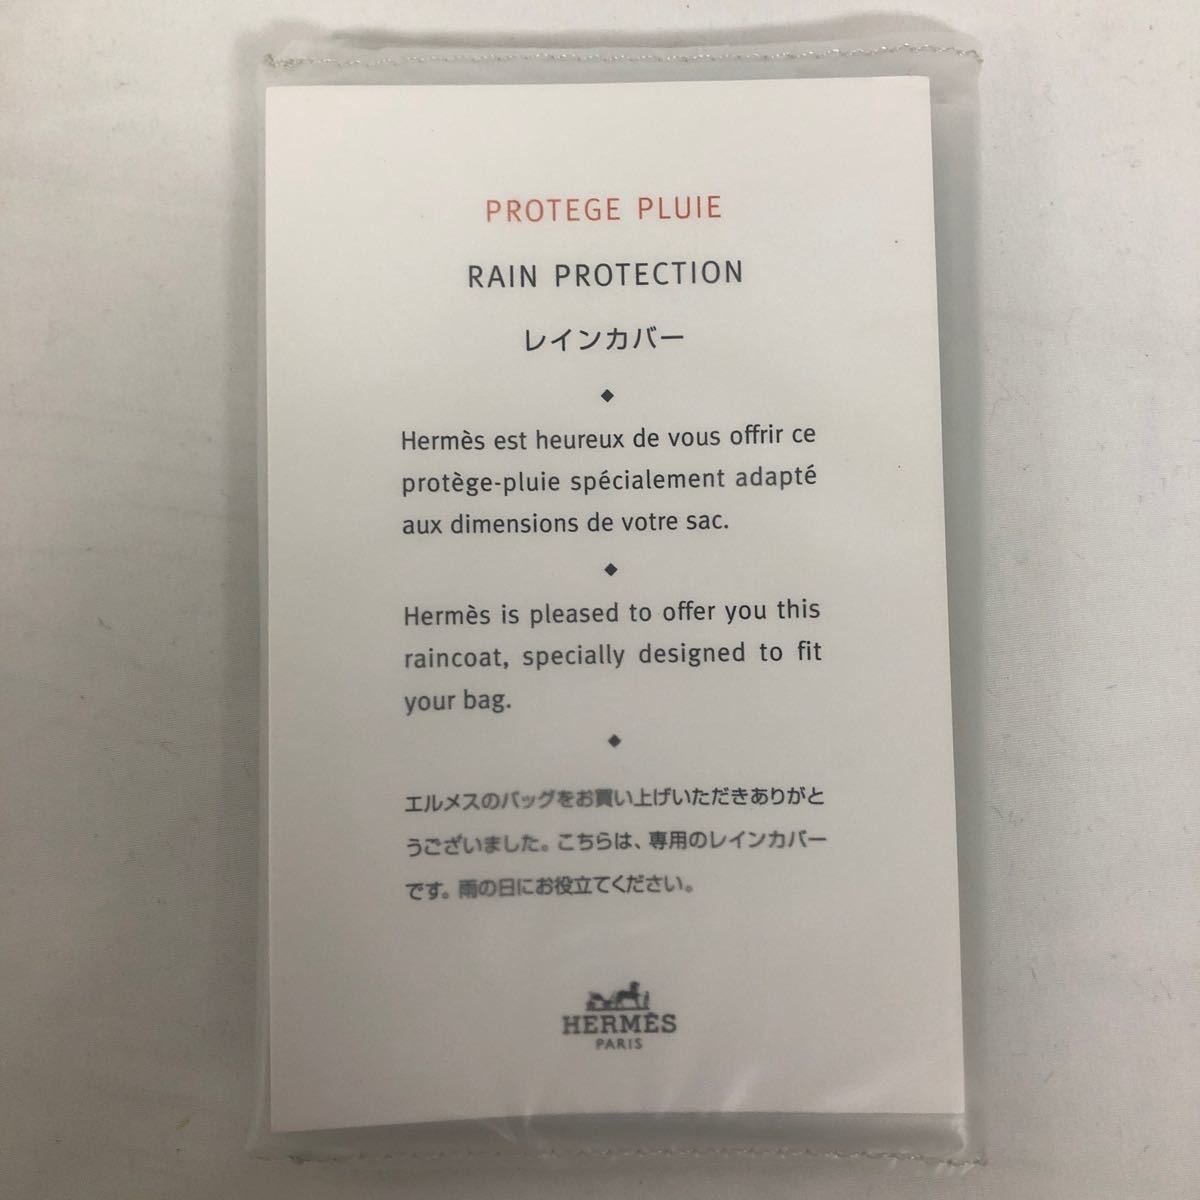 PROTEGE PLUIE
RAIN PROTECTION
レインカバー
Hermès est heureux de vous offrir ce
protège-pluie spécialement adapté
aux dimensions de votre sac.
Hermès is pleased to offer you this
raincoat, specially designed to fit
your bag.
エルメスのバッグをお買い上げいただきありがと
うございました。こちらは、専用のレインカバー
です。雨の日にお役立てください。
HERMÈS
PARIS